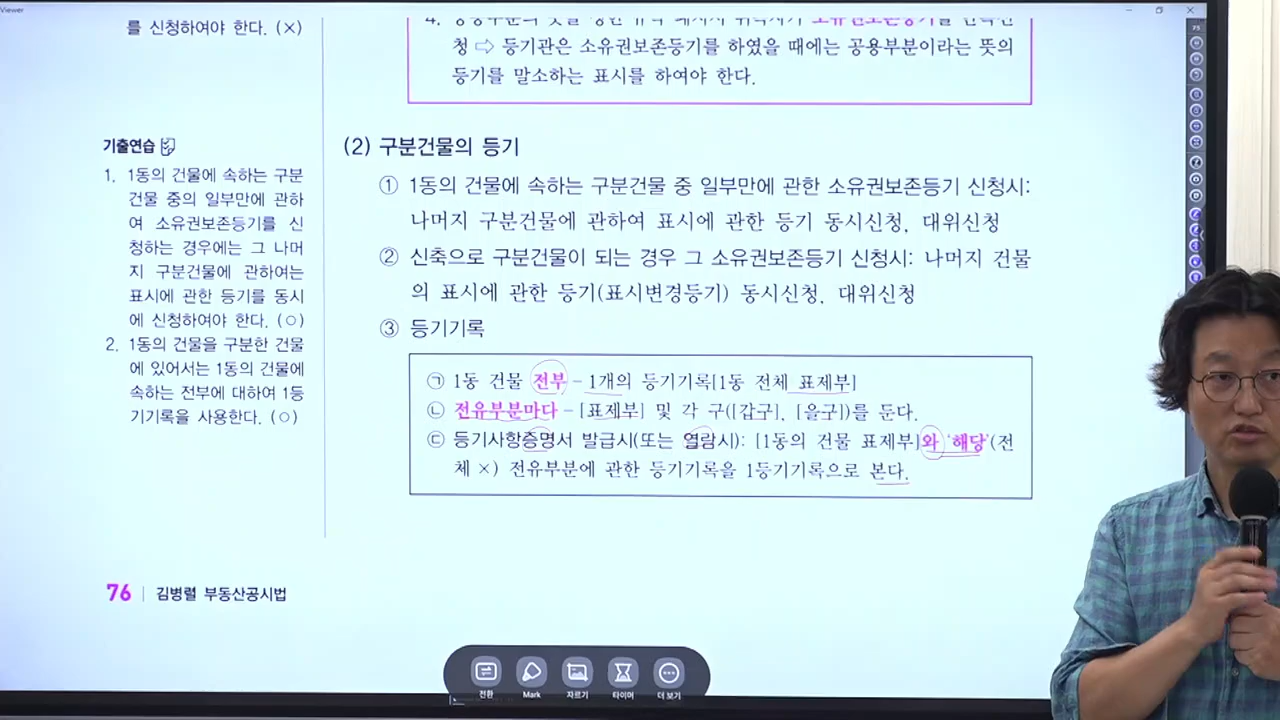 Viewer
를 신청하여야 한다. (×)
4. 공용부분의 뜻을
청 ⇨ 등기관은 소유권보존등기를 하였을 때에는 공용부분이라는 뜻의
등기를 말소하는 표시를 하여야 한다.
기출연습
1. 1동의 건물에 속하는 구분
건물 중의 일부만에 관하
여 소유권보존등기를 신
청하는 경우에는 그 나머
지 구분건물에 관하여는
표시에 관한 등기를 동시
에 신청하여야 한다. (○)
2. 1동의 건물을 구분한 건물
에 있어서는 1동의 건물에
속하는 전부에 대하여 1등
기기록을 사용한다. (○)
(2) 구분건물의 등기
① 1동의 건물에 속하는 구분건물 중 일부만에 관한 소유권보존등기 신청시:
나머지 구분건물에 관하여 표시에 관한 등기 동시신청, 대위신청
② 신축으로 구분건물이 되는 경우 그 소유권보존등기 신청시: 나머지 건물
의 표시에 관한 등기(표시변경등기) 동시신청, 대위신청
③ 등기기록
㉠ 1동 건물 전부 – 1개의 등기기록[1동 전체 표제부]
㉡ 전유부분마다 – [표제부] 및 각 구([갑구], [을구])를 둔다.
㉢ 등기사항증명서 발급시(또는 열람시): [1동의 건물 표제부]와 '해당'(전
체 ×) 전유부분에 관한 등기기록을 1등기기록으로 본다.
76 | 김병렬 부동산공시법
전환 Mark 자르기 타이머 더 보기